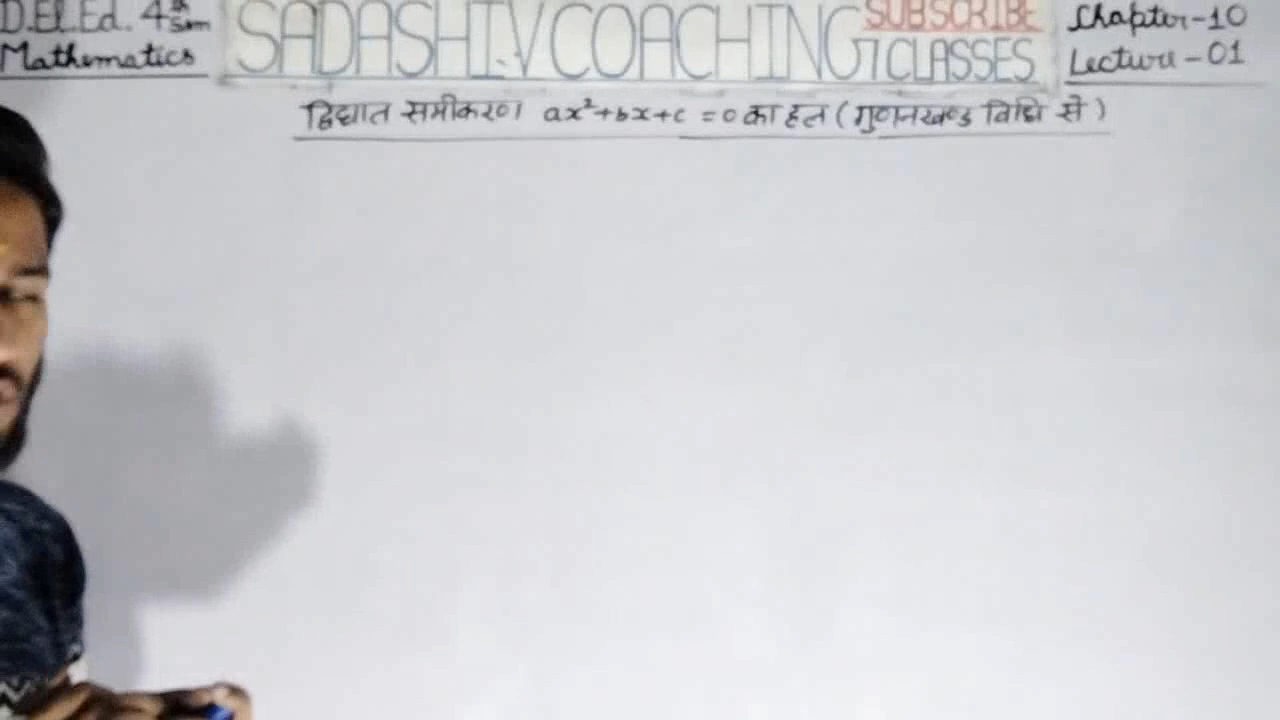 D.El.Ed. 4th Sem
Mathematics
SADASHIV COACHING CLASSES
SUBSCRIBE
Chapter-10
Lecture-01
द्विघात समीकरण ax²+bx+c=0 का हल (गुणनखण्ड विधि से)